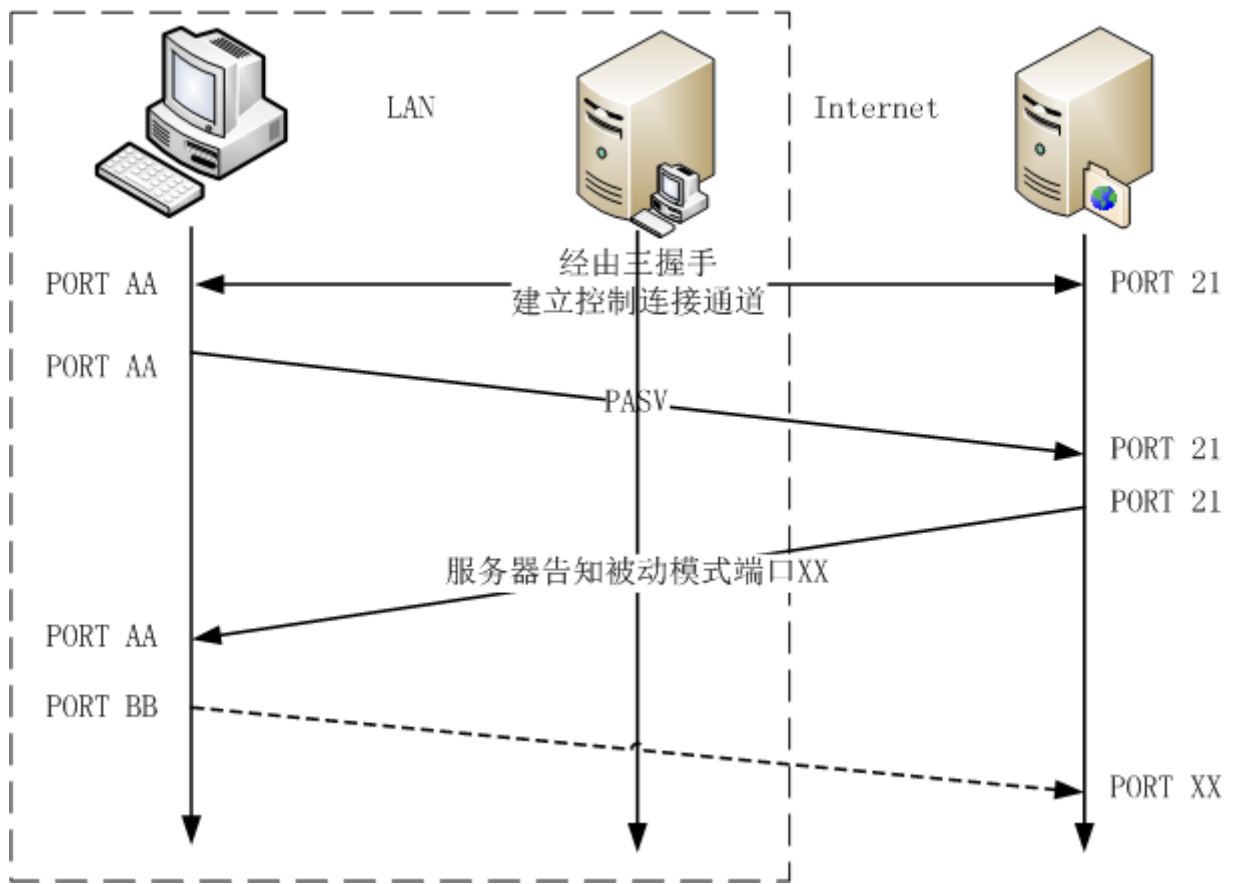 LAN
Internet
经由三握手
建立控制连接通道
PORT AA
PORT 21
PORT AA
PASV
PORT 21
PORT 21
服务器告知被动模式端口XX
PORT AA
PORT BB
PORT XX